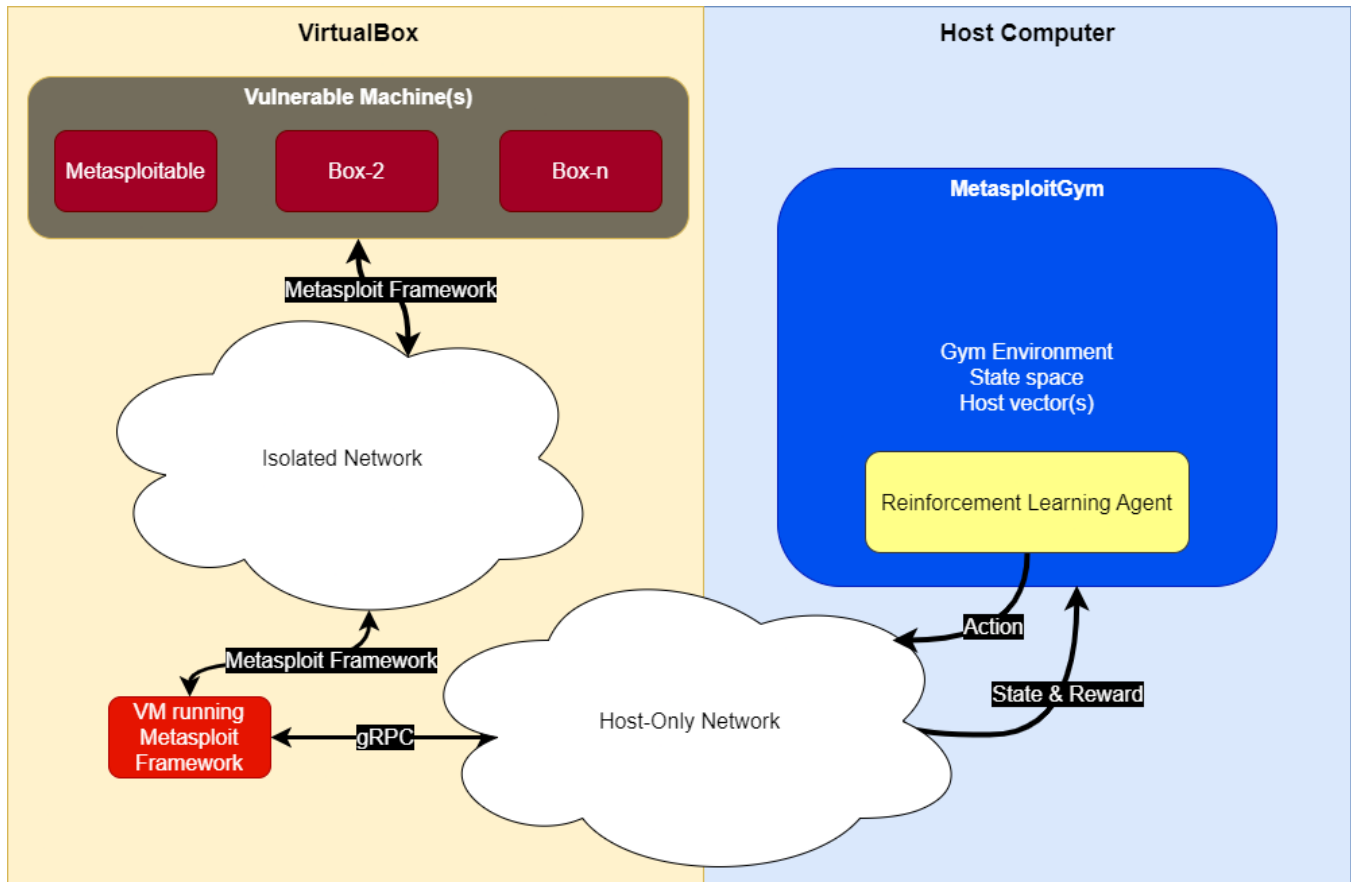 VirtualBox
Host Computer
Vulnerable Machine(s)
Metasploitable
Box-2
Box-n
MetasploitGym
Metasploit Framework
Gym Environment
State space
Host vector(s)
Isolated Network
Reinforcement Learning Agent
Action
Metasploit Framework
State & Reward
VM running
Metasploit
Framework
gRPC
Host-Only Network